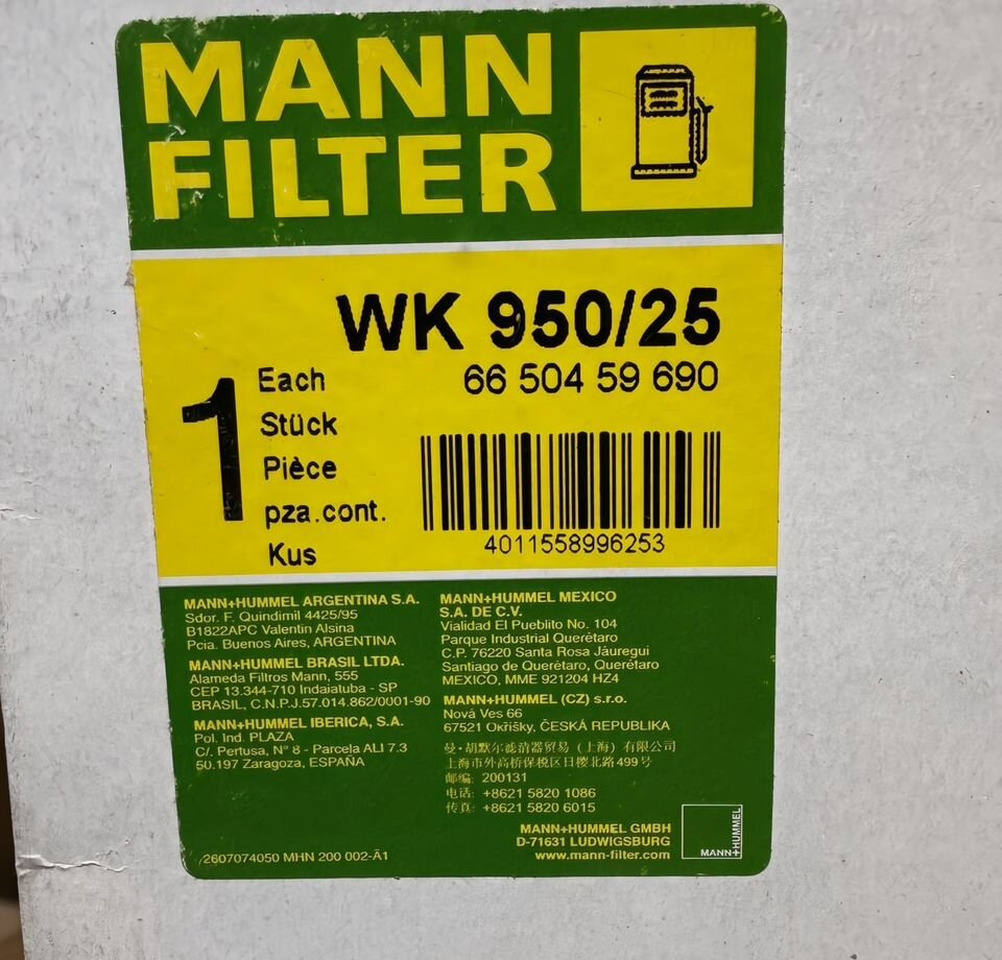 MANN
FILTER
WK 950/25
66 504 59 690
1
Each
Stück
Pièce
pza.cont.
Kus
4011558996253
MANN+HUMMEL ARGENTINA S.A.
Sdor. F. Quindimil 4425/95
B1822APC Valentin Alsina
Pcia. Buenos Aires, ARGENTINA
MANN+HUMMEL BRASIL LTDA.
Alameda Filtros Mann, 555
CEP 13.344-710 Indaiatuba - SP
BRASIL, C.N.P.J.57.014.862/0001-90
MANN+HUMMEL IBERICA, S.A.
Pol. Ind. PLAZA
C/. Pertusa, N° 8 - Parcela ALI 7.3
50.197 Zaragoza, ESPAÑA
MANN+HUMMEL MEXICO
S.A. DE C.V.
Vialidad El Pueblito No. 104
Parque Industrial Querétaro
C.P. 76220 Santa Rosa Jáuregui
Santiago de Querétaro, Querétaro
MEXICO, MME 921204 HZ4
MANN+HUMMEL (CZ) s.r.o.
Nová Ves 66
67521 Okříšky, ČESKÁ REPUBLIKA
曼·胡默尔滤清器贸易（上海）有限公司
上海市外高桥保税区日樱北路499号
邮编: 200131
电话: +8621 5820 1086
传真: +8621 5820 6015
MANN+HUMMEL GMBH
D-71631 LUDWIGSBURG
www.mann-filter.com
MANN+HUMMEL
2607074050 MHN 200 002-Ä1